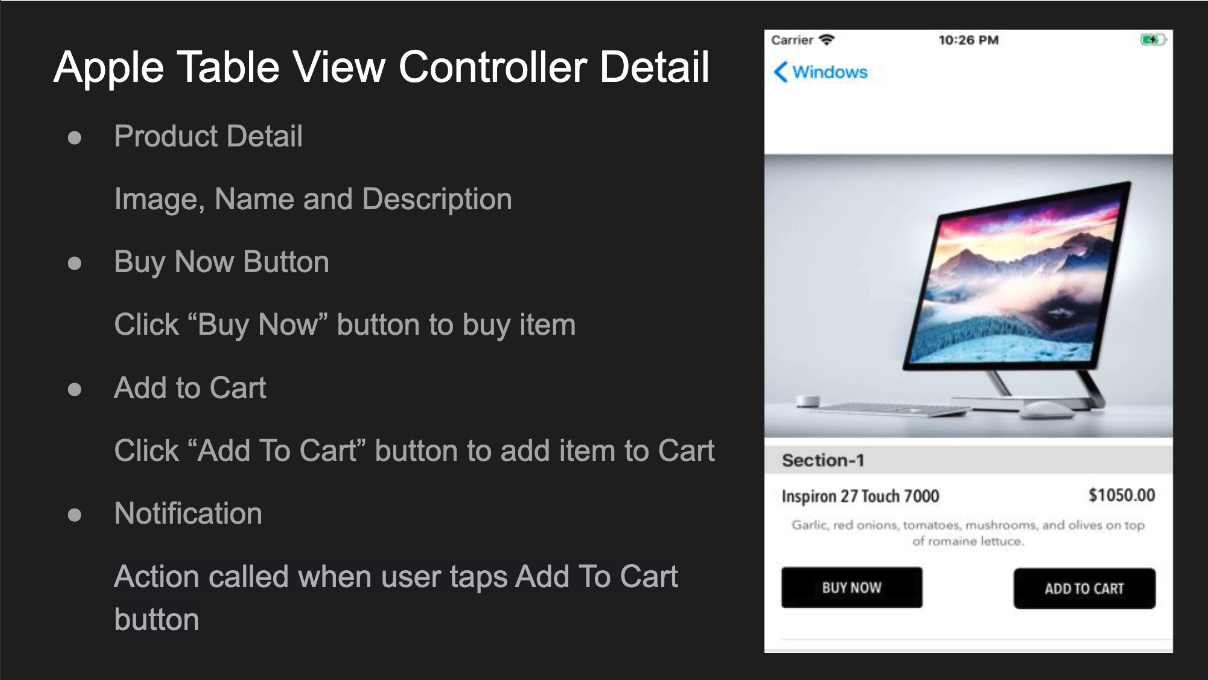 Apple Table View Controller Detail
● Product Detail
Image, Name and Description
● Buy Now Button
Click “Buy Now” button to buy item
● Add to Cart
Click “Add To Cart” button to add item to Cart
● Notification
Action called when user taps Add To Cart
button
Carrier 10:26 PM
Windows
Section-1
Inspiron 27 Touch 7000 $1050.00
Garlic, red onions, tomatoes, mushrooms, and olives on top
of romaine lettuce.
BUY NOW ADD TO CART